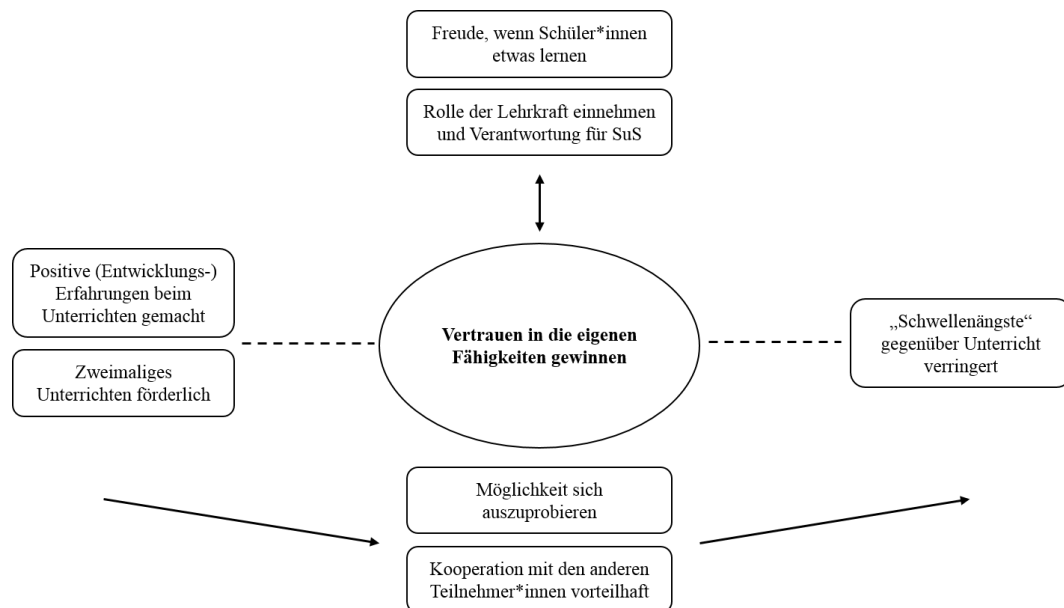 Freude, wenn Schüler*innen
etwas lernen
Rolle der Lehrkraft einnehmen
und Verantwortung für SuS
Positive (Entwicklungs-)
Erfahrungen beim
Unterrichten gemacht
Zweimaliges
Unterrichten förderlich
Vertrauen in die eigenen
Fähigkeiten gewinnen
„Schwellenängste“
gegenüber Unterricht
verringert
Möglichkeit sich
auszuprobieren
Kooperation mit den anderen
Teilnehmer*innen vorteilhaft